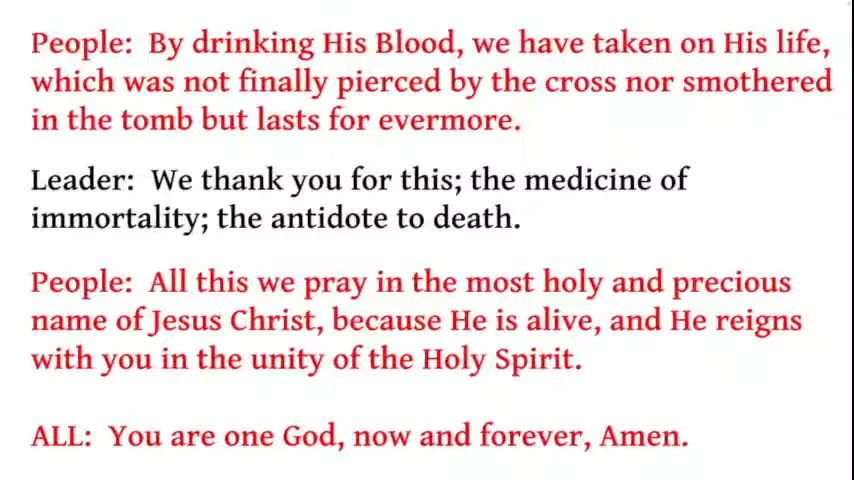 People:  By drinking His Blood, we have taken on His life,
which was not finally pierced by the cross nor smothered
in the tomb but lasts for evermore.
Leader:  We thank you for this; the medicine of
immortality; the antidote to death.
People:  All this we pray in the most holy and precious
name of Jesus Christ, because He is alive, and He reigns
with you in the unity of the Holy Spirit.
ALL:  You are one God, now and forever, Amen.